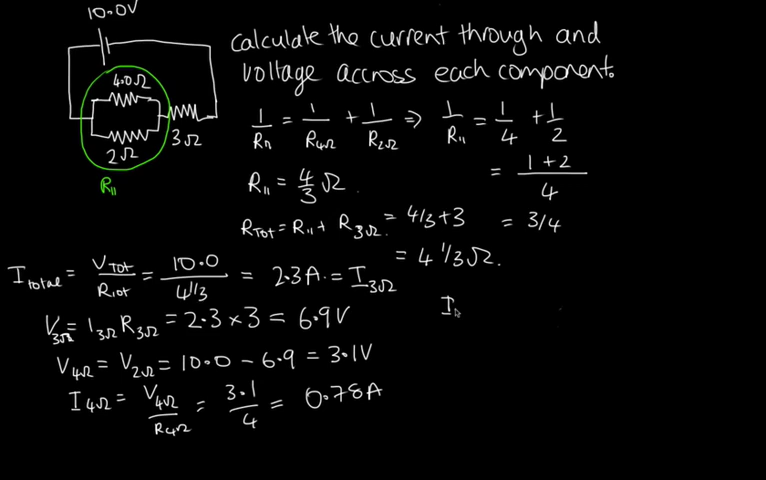 10.0V
calculate the current through and
voltage accross each component.
4.0Ω
2Ω
3Ω
R||
1/R|| = 1/R4Ω + 1/R2Ω ⇒ 1/R|| = 1/4 + 1/2
= (1+2)/4
= 3/4
R|| = 4/3 Ω
RTOT = R|| + R3Ω = 4/3 + 3
= 4 1/3 Ω.
Itotal = VTOT/RTOT = 10.0/(4 1/3) = 2.3A = I3Ω
V3Ω = I3Ω R3Ω = 2.3 × 3 = 6.9V
V4Ω = V2Ω = 10.0 - 6.9 = 3.1V
I4Ω = V4Ω/R4Ω = 3.1/4 = 0.78A
I